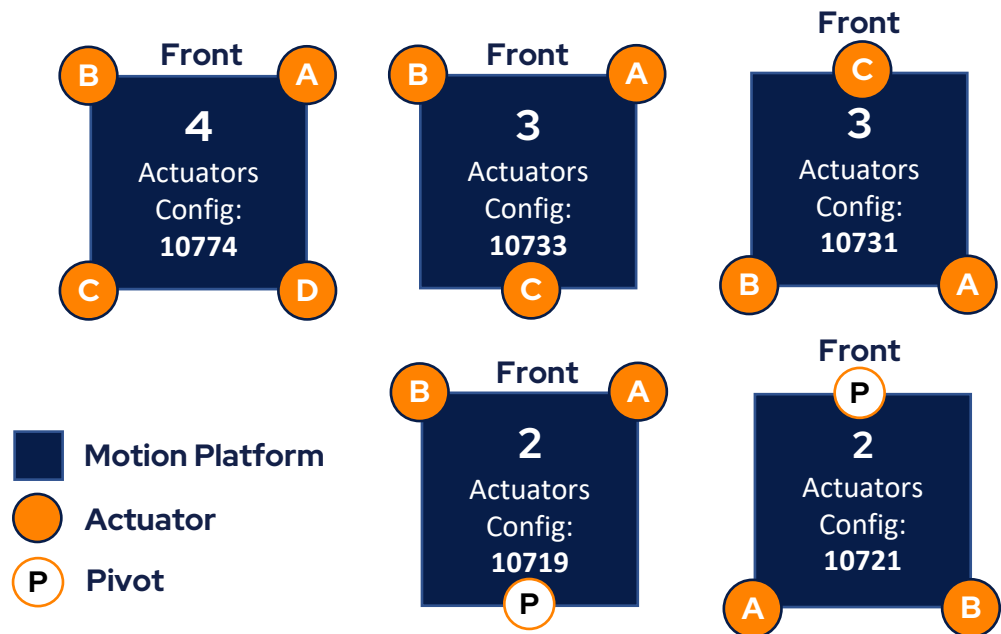 Front
B
A
4
Actuators
Config:
10774
C
D
Front
B
A
3
Actuators
Config:
10733
C
Front
C
3
Actuators
Config:
10731
B
A
Front
B
A
2
Actuators
Config:
10719
P
Front
P
2
Actuators
Config:
10721
A
B
Motion Platform
Actuator
P Pivot